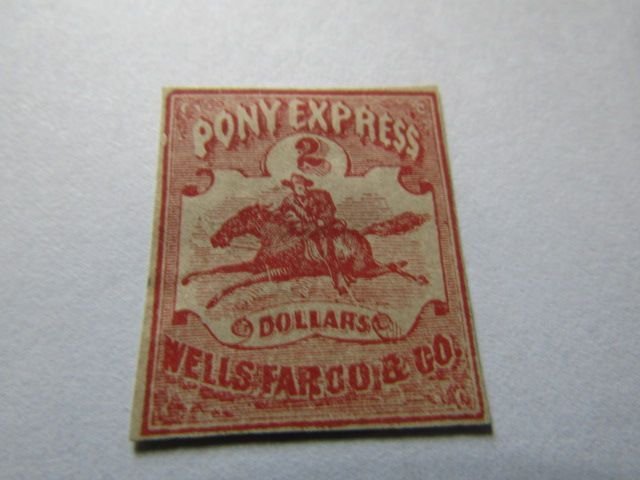 PONY EXPRESS
2
DOLLARS
WELLS FARGO & CO.